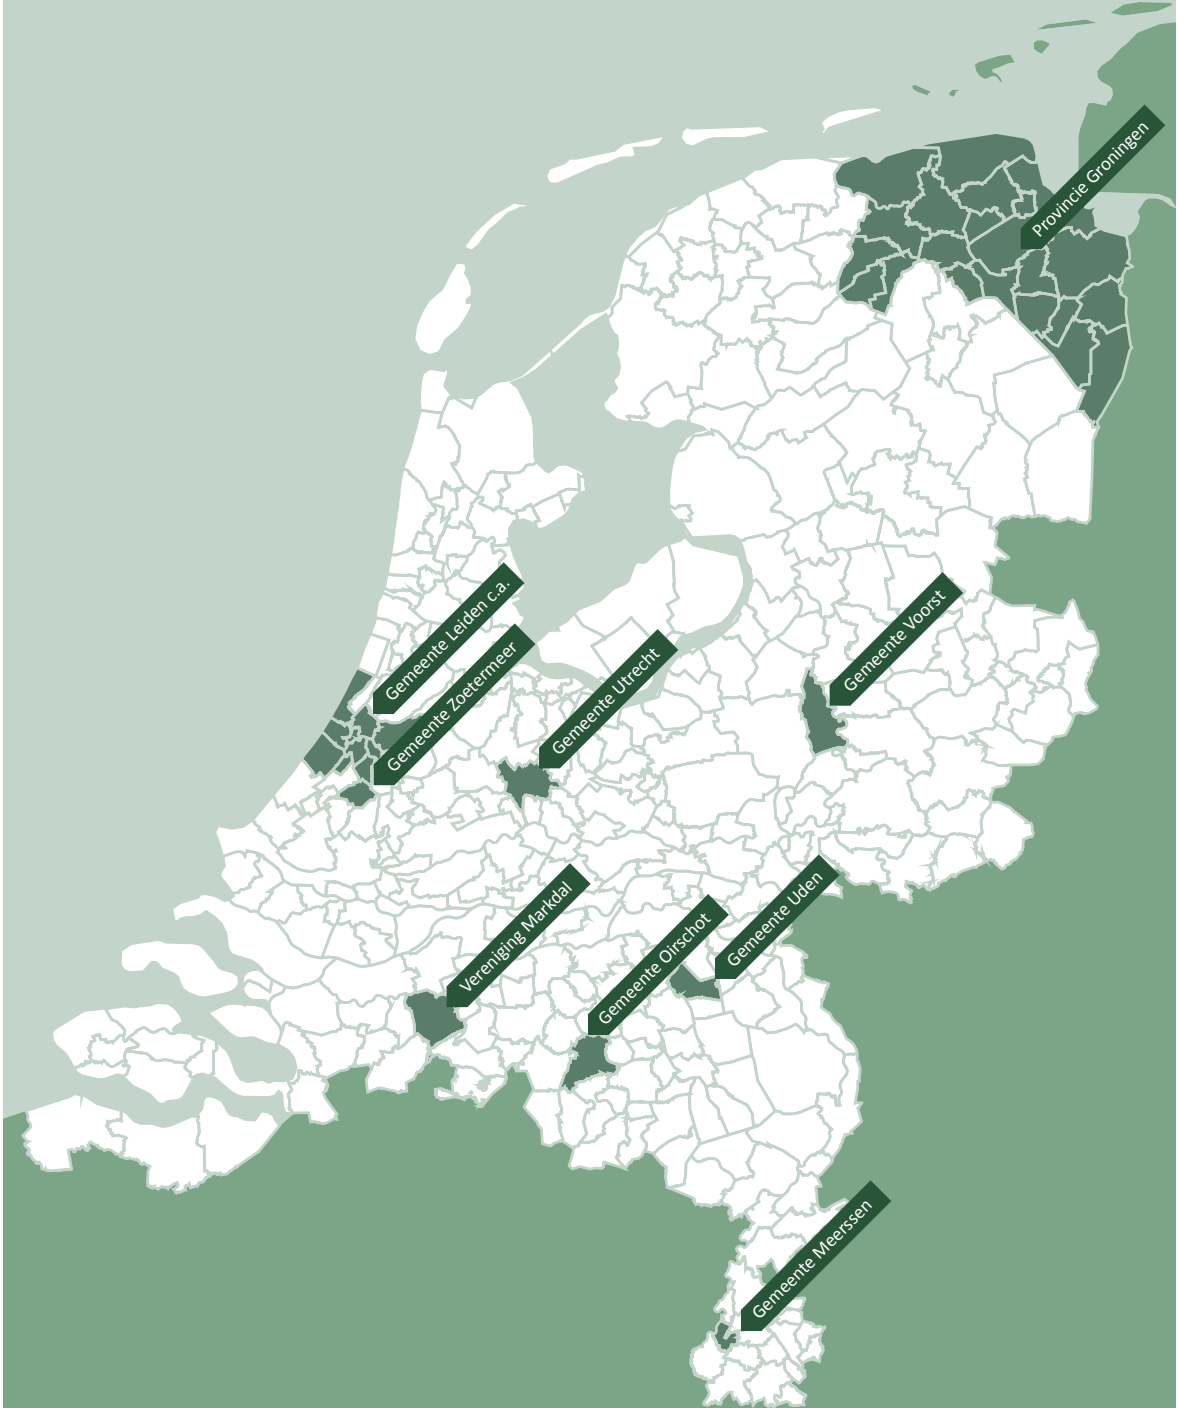 Provincie Groningen
Gemeente Leiden c.a.
Gemeente Zoetermeer
Gemeente Utrecht
Gemeente Voorst
Vereniging Markdal
Gemeente Oirschot
Gemeente Uden
Gemeente Meerssen